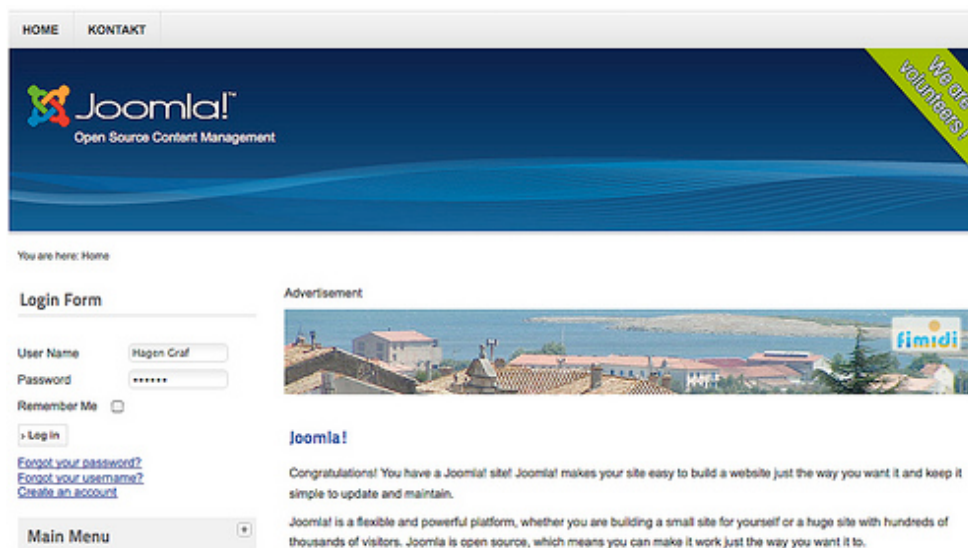 HOME KONTAKT
Joomla!™
Open Source Content Management
We are
volunteers!
You are here: Home
Login Form
User Name Hagen Graf
Password ••••••
Remember Me
› Log in
Forgot your password?
Forgot your username?
Create an account
Main Menu +
Advertisement
fimidi
Joomla!
Congratulations! You have a Joomla! site! Joomla! makes your site easy to build a website just the way you want it and keep it
simple to update and maintain.
Joomla! is a flexible and powerful platform, whether you are building a small site for yourself or a huge site with hundreds of
thousands of visitors. Joomla is open source, which means you can make it work just the way you want it to.